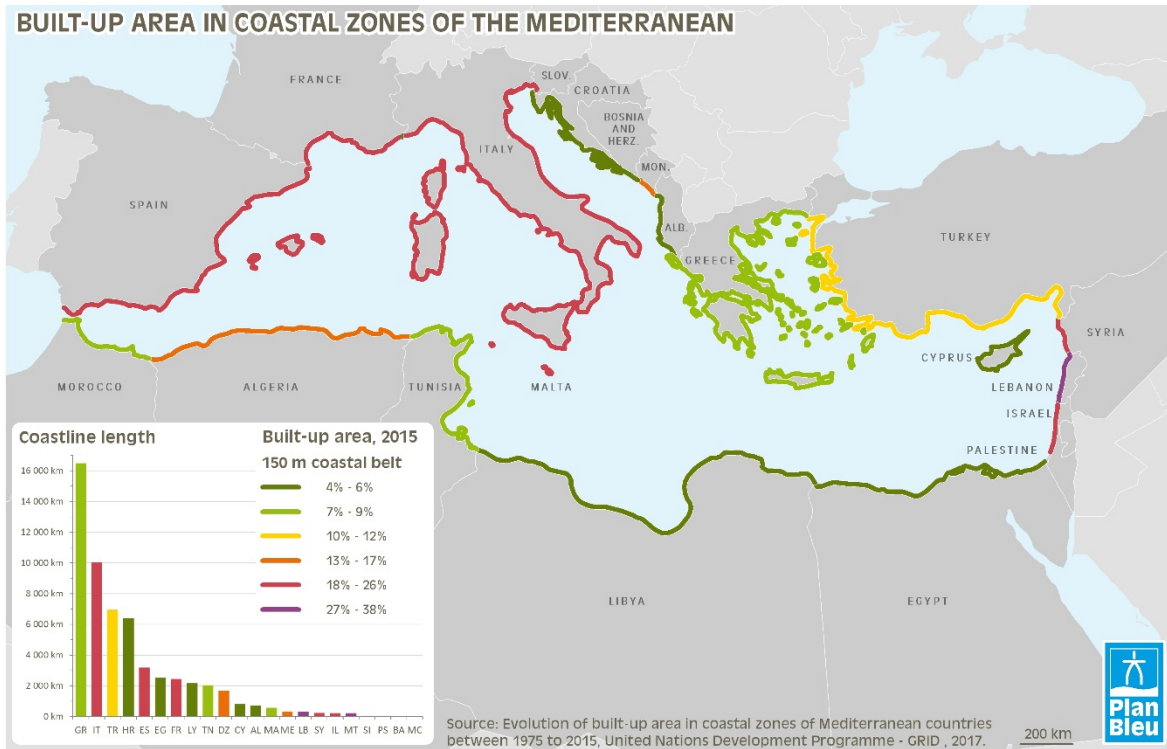 BUILT-UP AREA IN COASTAL ZONES OF THE MEDITERRANEAN
FRANCE
SLOV.
CROATIA
BOSNIA
AND
HERZ.
ITALY
MON.
SPAIN
ALB.
GREECE
TURKEY
CYPRUS
SYRIA
LEBANON
ISRAEL
PALESTINE
MOROCCO
ALGERIA
TUNISIA
MALTA
LIBYA
EGYPT
Coastline length
16 000 km
14 000 km
12 000 km
10 000 km
8 000 km
6 000 km
4 000 km
2 000 km
0 km
GR IT TR HR ES EG FR LY TN DZ CY AL MA ME LB SY IL MT SI PS BA MC
Built-up area, 2015
150 m coastal belt
4% - 6%
7% - 9%
10% - 12%
13% - 17%
18% - 26%
27% - 38%
Source: Evolution of built-up area in coastal zones of Mediterranean countries
between 1975 to 2015, United Nations Development Programme - GRID , 2017.
200 km
Plan
Bleu